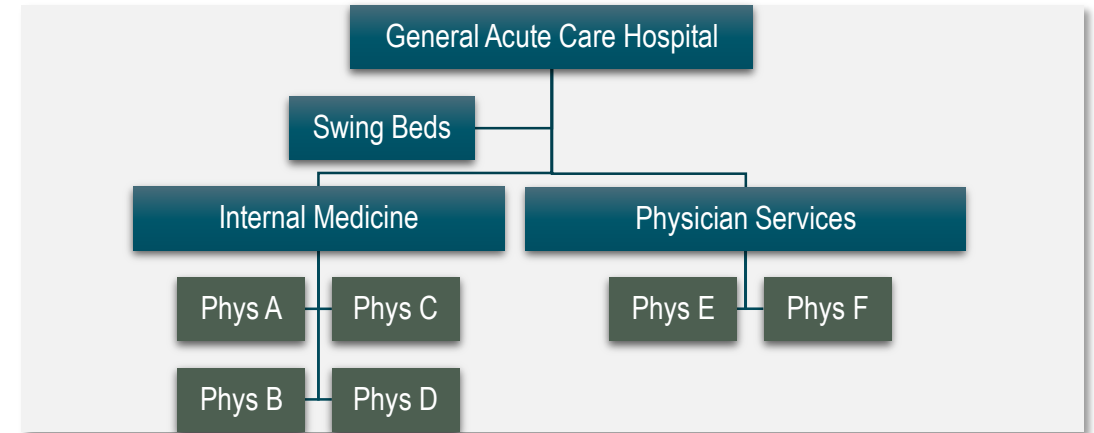 General Acute Care Hospital
Swing Beds
Internal Medicine
Physician Services
Phys A
Phys C
Phys E
Phys F
Phys B
Phys D